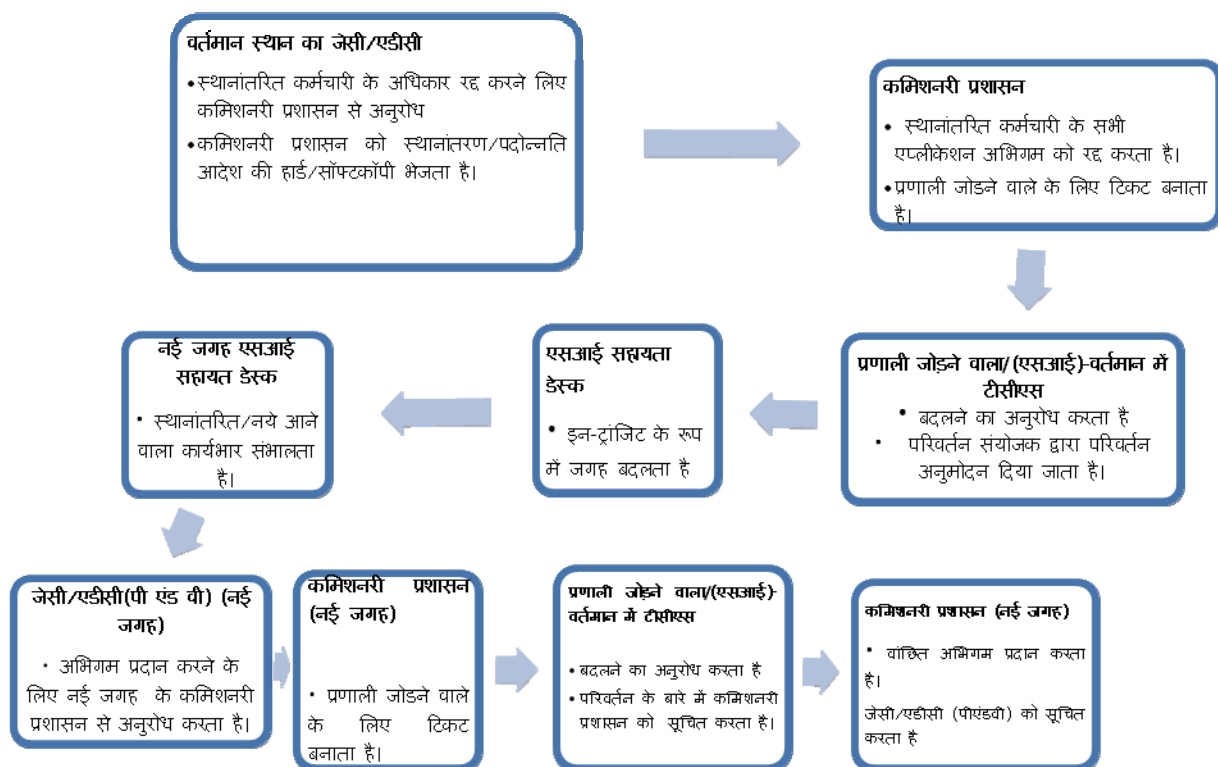 वर्तमान स्थान का जेसी/एडीसी
•स्थानांतरित कर्मचारी के अधिकार रद्द करने लिए
कमिशनरी प्रशासन से अनुरोध
•कमिशनरी प्रशासन को स्थानांतरण/पदोन्नति
आदेश की हार्ड/सॉफ्टकॉपी भेजता है।
कमिशनरी प्रशासन
• स्थानांतरित कर्मचारी के सभी
एप्लीकेशन अभिगम को रद्द करता है।
•प्रणाली जोडने वाले के लिए टिकट बनाता
है।
प्रणाली जोडने वाला/(एसआई)-वर्तमान में
टीसीएस
• बदलने का अनुरोध करता है
• परिवर्तन संयोजक द्वारा परिवर्तन
अनुमोदन दिया जाता है।
एसआई सहायता
डेस्क
• इन-ट्रांजिट के रूप
में जगह बदलता है
नई जगह एसआई
सहायत डेस्क
• स्थानांतरित/नये आने
वाला कार्यभार संभालता
है।
जेसी/एडीसी(पी एंड वी) (नई
जगह)
• अभिगम प्रदान करने के
लिए नई जगह के कमिशनरी
प्रशासन से अनुरोध करता है।
कमिशनरी प्रशासन
(नई जगह)
• प्रणाली जोडने वाले
के लिए टिकट
बनाता है।
प्रणाली जोडने वाला/(एसआई)-
वर्तमान में टीसीएस
•बदलने का अनुरोध करता है
•परिवर्तन के बारे में कमिशनरी
प्रशासन को सूचित करता है।
कमिशनरी प्रशासन (नई जगह)
• वांछित अभिगम प्रदान करता
है।
जेसी/एडीसी (पीएंडवी) को सूचित
करता है